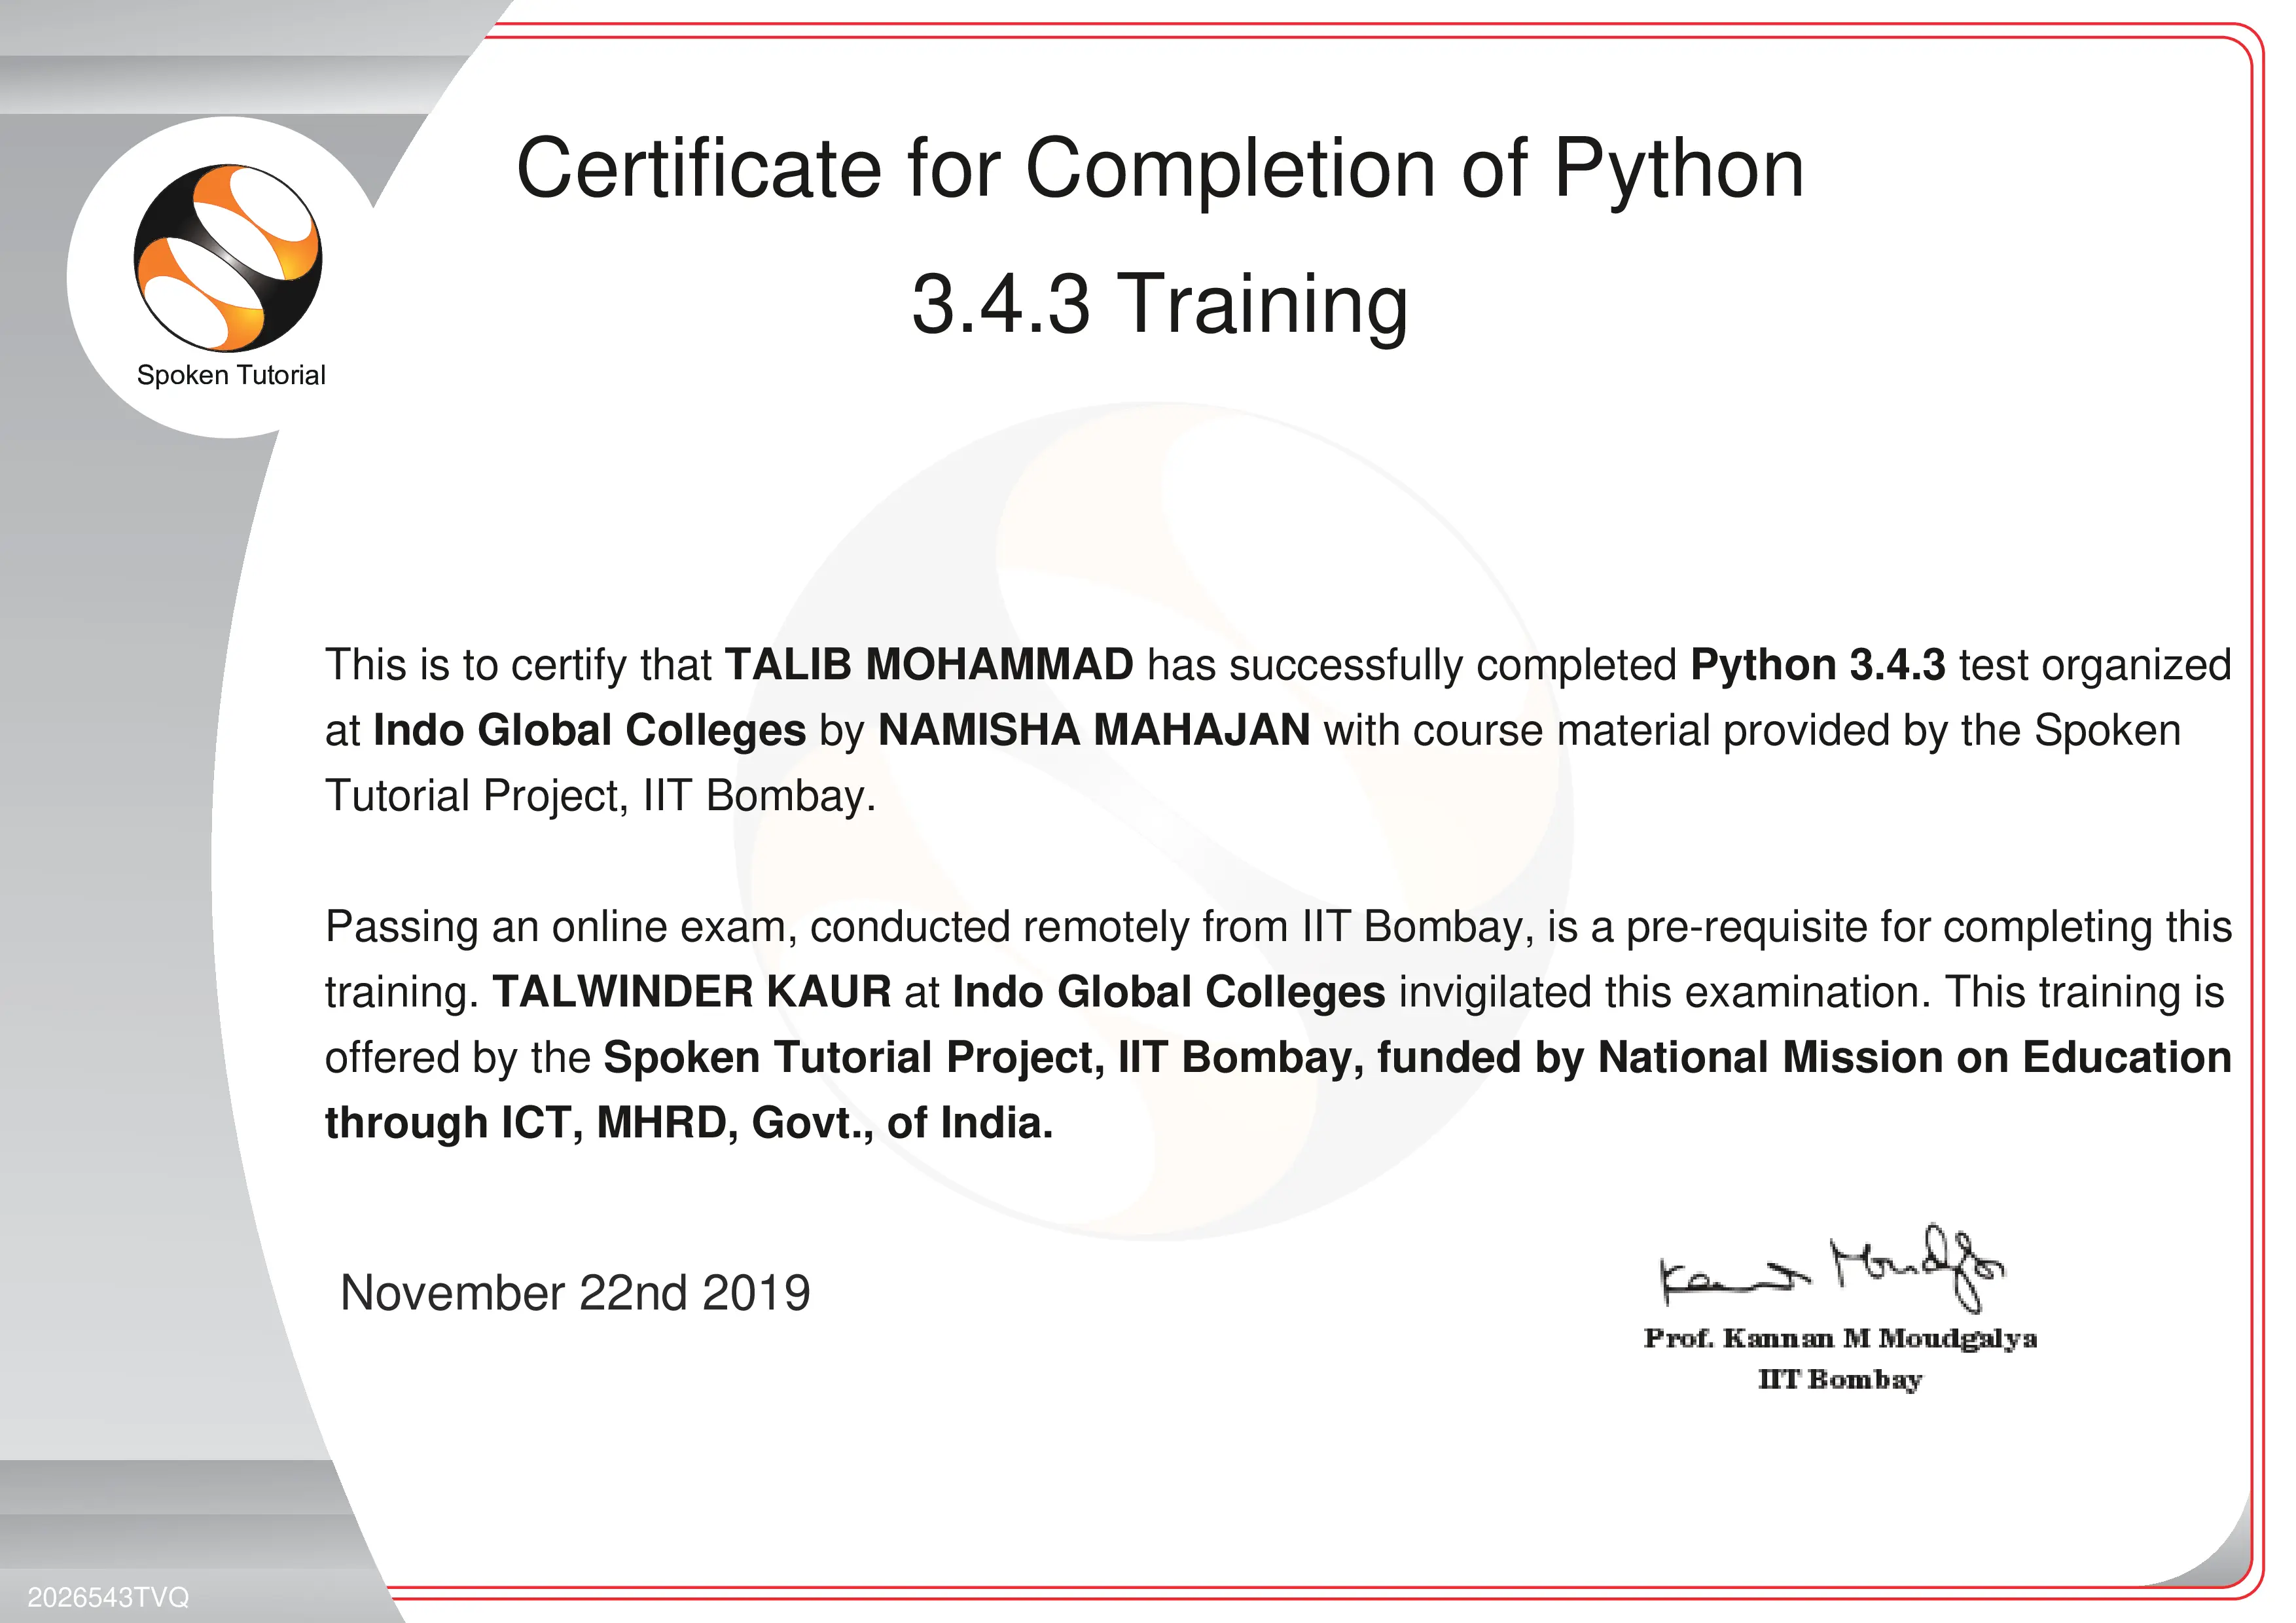 Certificate for Completion of Python
3.4.3 Training
Spoken Tutorial
This is to certify that TALIB MOHAMMAD has successfully completed Python 3.4.3 test organized
at Indo Global Colleges by NAMISHA MAHAJAN with course material provided by the Spoken
Tutorial Project, IIT Bombay.
Passing an online exam, conducted remotely from IIT Bombay, is a pre-requisite for completing this
training. TALWINDER KAUR at Indo Global Colleges invigilated this examination. This training is
offered by the Spoken Tutorial Project, IIT Bombay, funded by National Mission on Education
through ICT, MHRD, Govt., of India.
November 22nd 2019
Kannan Moudgalya
Prof. Kannan M Moudgalya
IIT Bombay
2026543TVQ